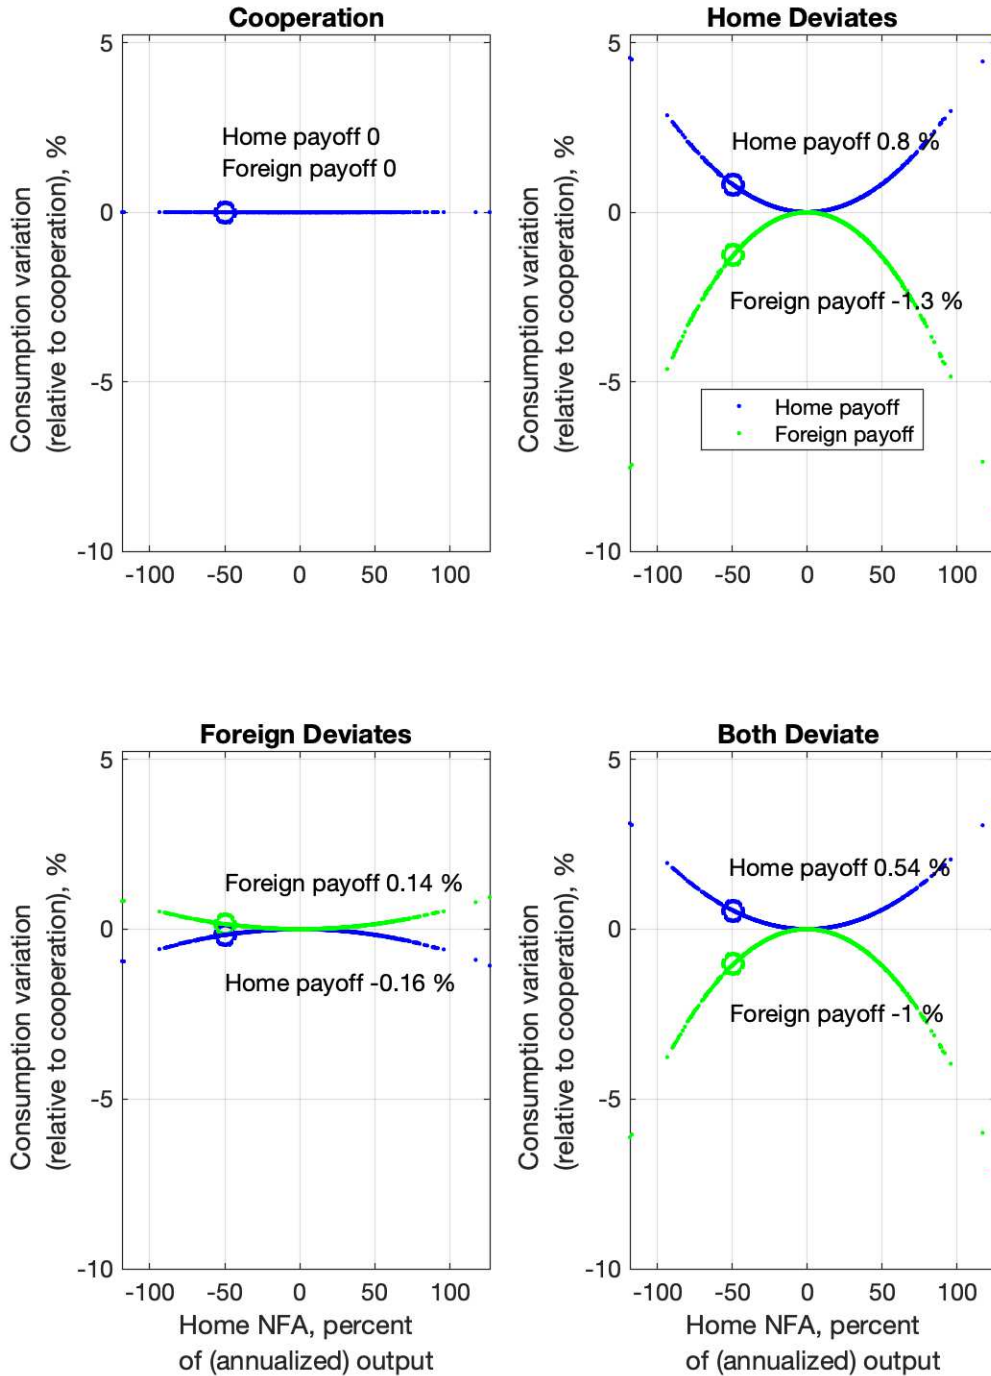 Cooperation
5
0
-5
-10
-100 -50 0 50 100
Consumption variation
(relative to cooperation), %
Home payoff 0
Foreign payoff 0
Home Deviates
5
0
-5
-10
-100 -50 0 50 100
Consumption variation
(relative to cooperation), %
Home payoff 0.8 %
Foreign payoff -1.3 %
Home payoff
Foreign payoff
Foreign Deviates
5
0
-5
-10
-100 -50 0 50 100
Consumption variation
(relative to cooperation), %
Foreign payoff 0.14 %
Home payoff -0.16 %
Home NFA, percent
of (annualized) output
Both Deviate
5
0
-5
-10
-100 -50 0 50 100
Consumption variation
(relative to cooperation), %
Home payoff 0.54 %
Foreign payoff -1 %
Home NFA, percent
of (annualized) output